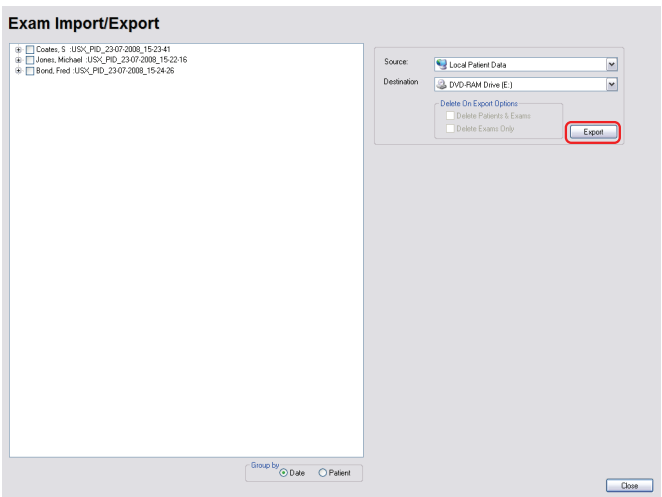 Exam Import/Export
Coates, S :USX_PID_23-07-2008_15-23-41
Jones, Michael :USX_PID_23-07-2008_15-22-16
Bond, Fred :USX_PID_23-07-2008_15-24-26
Source: Local Patient Data
Destination DVD-RAM Drive (E:)
Delete On Export Options
Delete Patients & Exams
Delete Exams Only
Export
Group by
Date Patient
Close